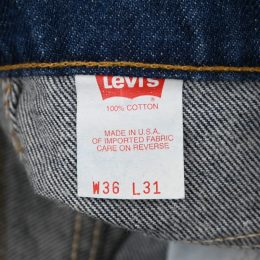 Levi's
100% COTTON
MADE IN U.S.A.
OF IMPORTED FABRIC
CARE ON REVERSE
W36 L31